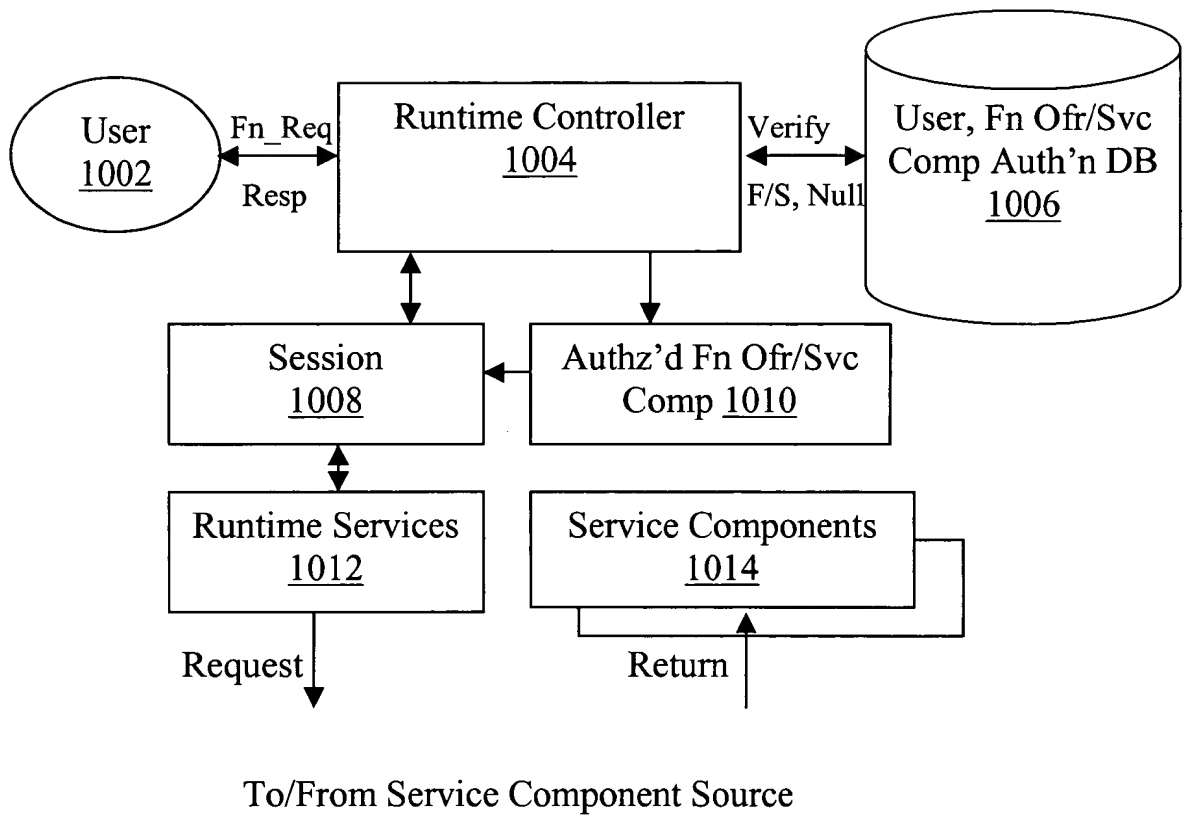 User
1002
Fn_Req
Resp
Runtime Controller
1004
Verify
F/S, Null
User, Fn Ofr/Svc
Comp Auth'n DB
1006
Session
1008
Authz'd Fn Ofr/Svc
Comp 1010
Runtime Services
1012
Service Components
1014
Request
Return
To/From Service Component Source